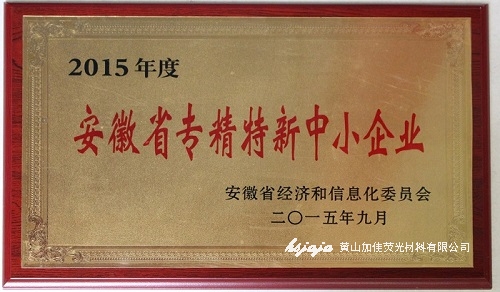 2015年度
安徽省专精特新中小企业
安徽省经济和信息化委员会
二〇一五年九月
hsjaja 黄山加佳荧光材料有限公司